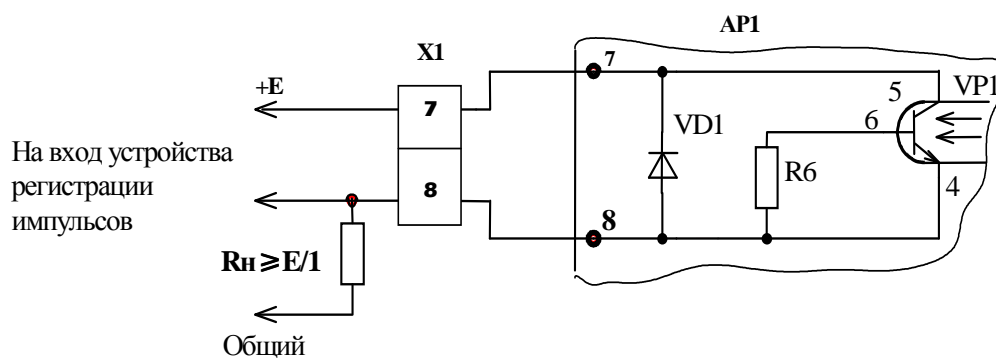 AP1
X1
7
+E
7
5
VP1
6
VD1
На вход устройства
регистрации
импульсов
8
R6
4
8
Rн ⩾ E/1
Общий